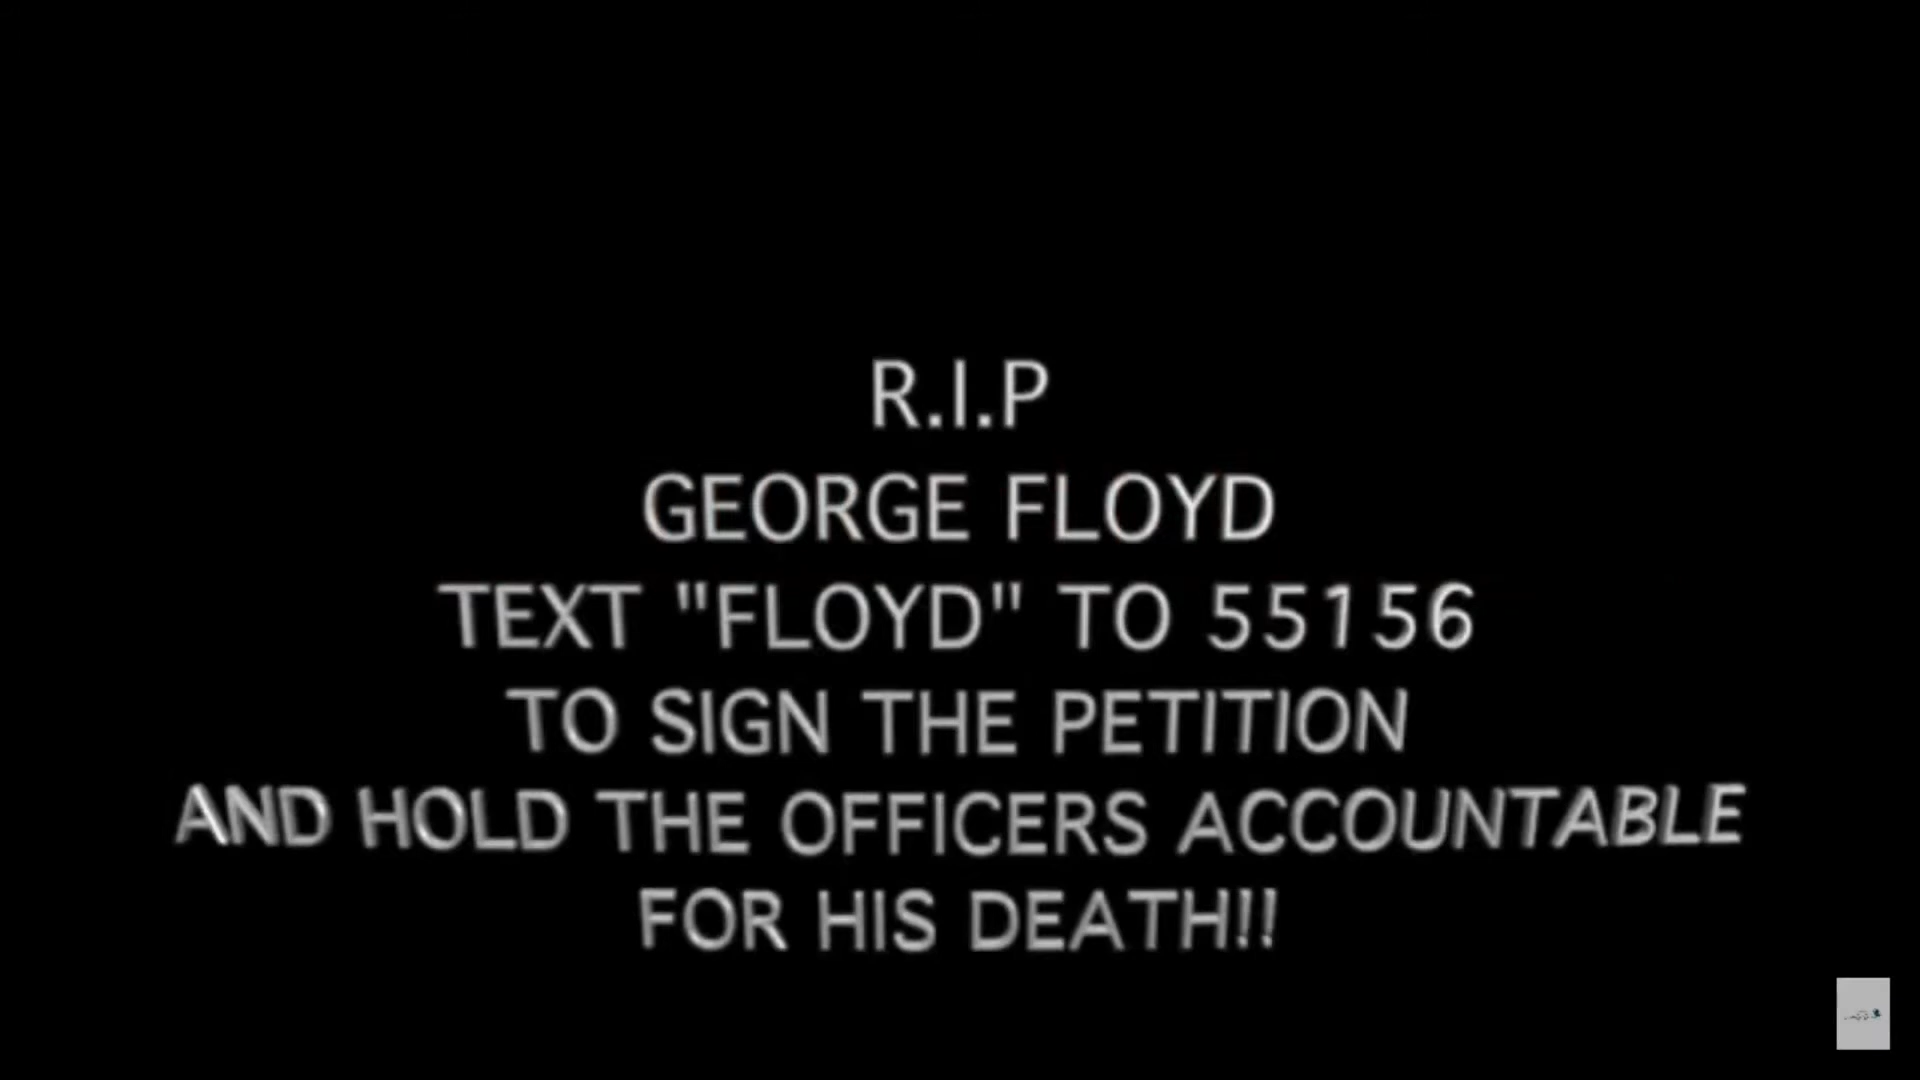 R.I.P
GEORGE FLOYD
TEXT "FLOYD" TO 55156
TO SIGN THE PETITION
AND HOLD THE OFFICERS ACCOUNTABLE
FOR HIS DEATH!!